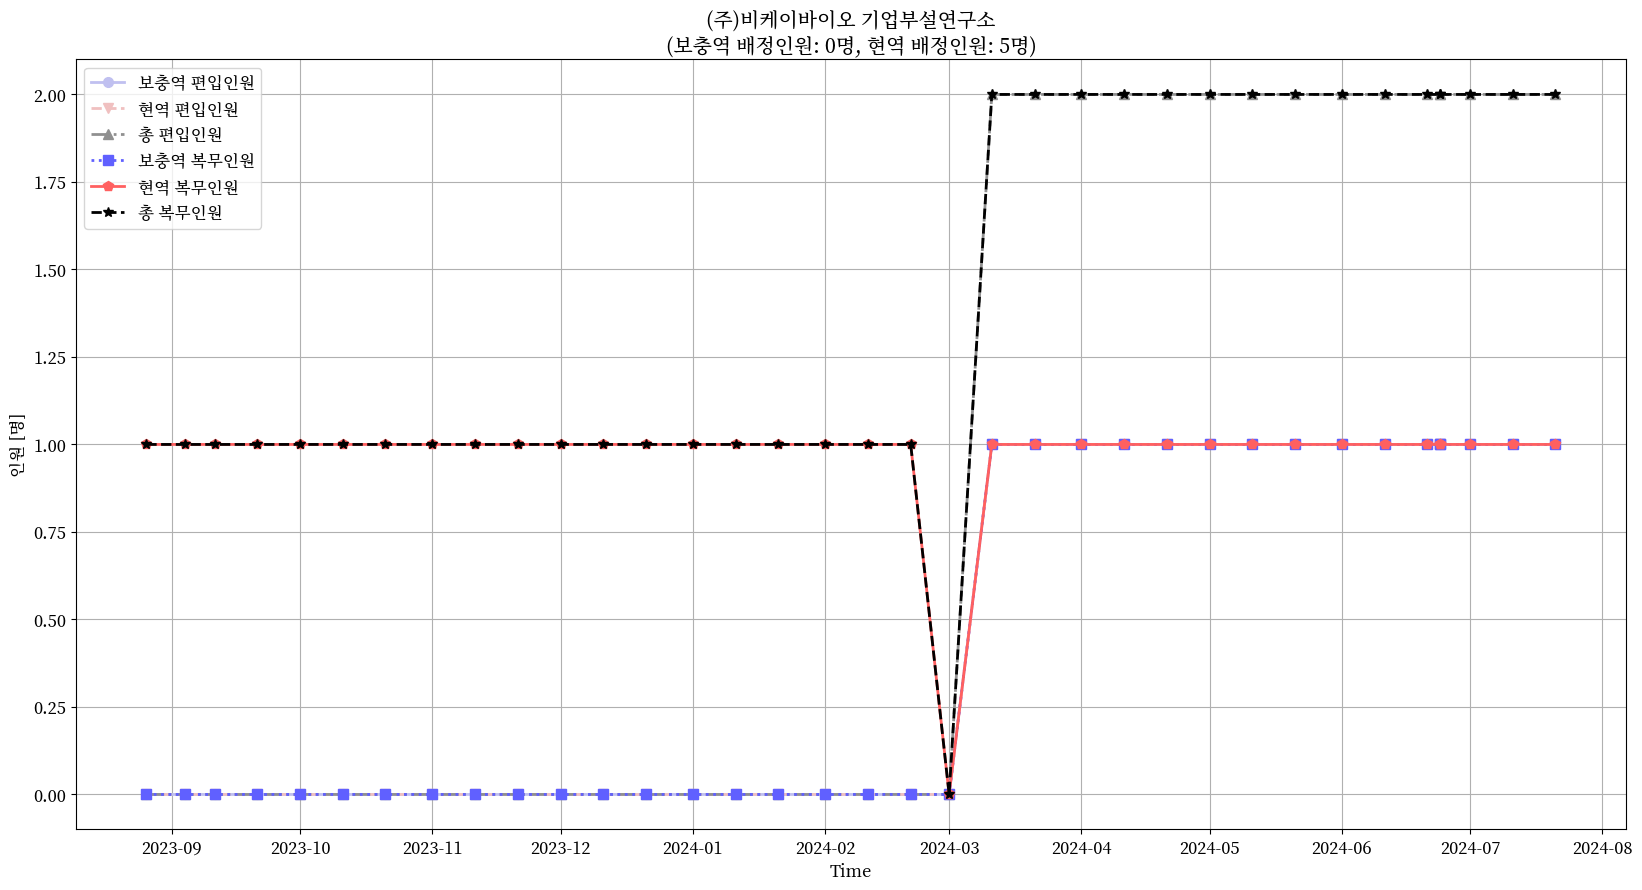 (주)비케이바이오 기업부설연구소
(보충역 배정인원: 0명, 현역 배정인원: 5명)
보충역 편입인원
현역 편입인원
총 편입인원
보충역 복무인원
현역 복무인원
총 복무인원
인원 [명]
2.00
1.75
1.50
1.25
1.00
0.75
0.50
0.25
0.00
2023-09 2023-10 2023-11 2023-12 2024-01 2024-02 2024-03 2024-04 2024-05 2024-06 2024-07 2024-08
Time